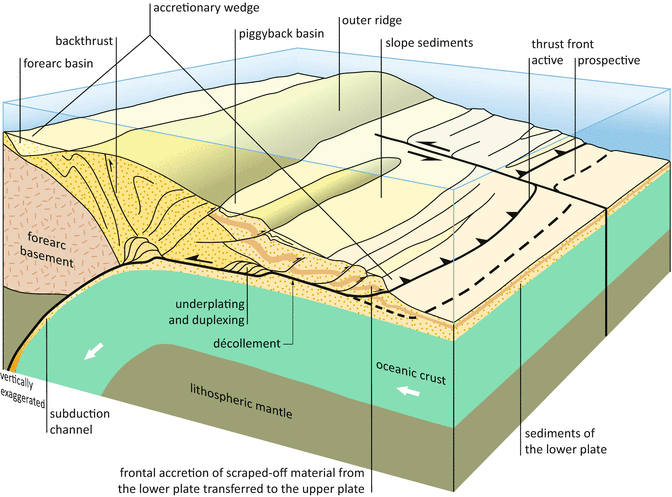 accretionary wedge
outer ridge
piggyback basin
backthrust
slope sediments
thrust front
active
prospective
forearc basin
forearc
basement
underplating
and duplexing
décollement
oceanic crust
lithospheric mantle
vertically
exaggerated
subduction
channel
sediments of
the lower plate
frontal accretion of scraped-off material from
the lower plate transferred to the upper plate